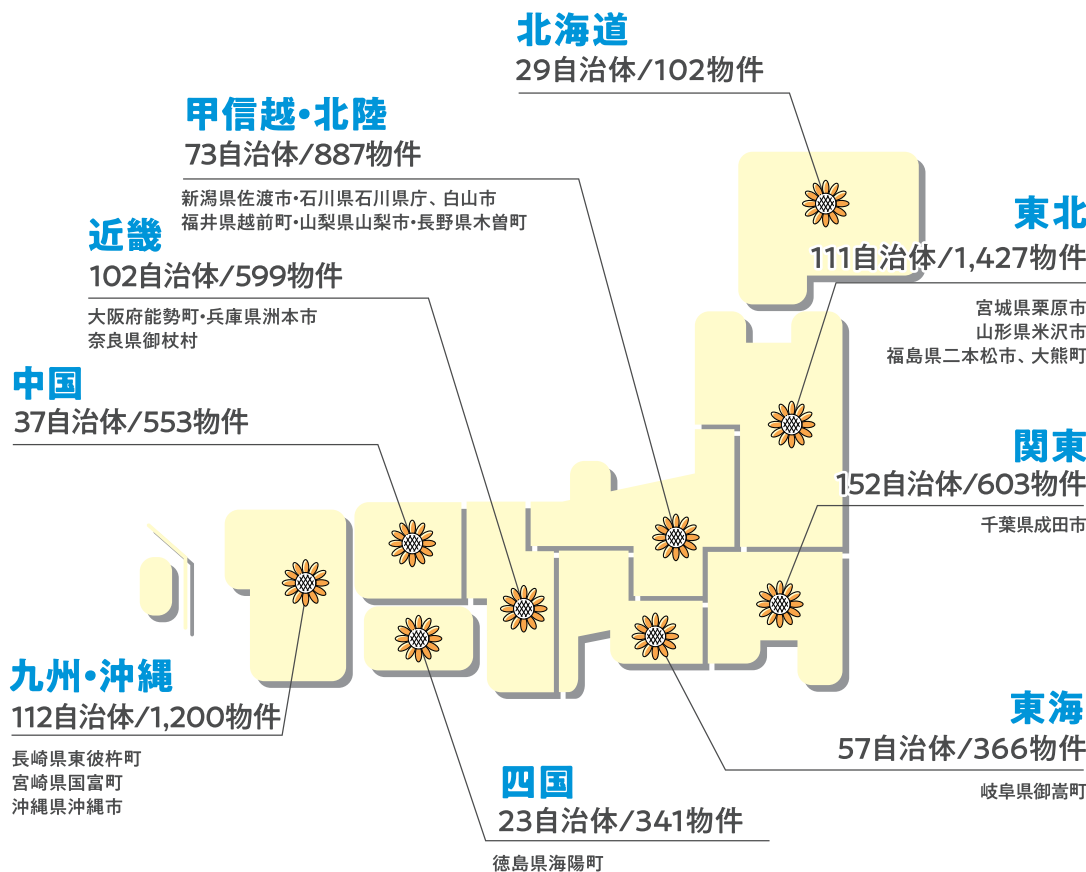 北海道
29自治体/102物件
甲信越・北陸
73自治体/887物件
新潟県佐渡市・石川県石川県庁、白山市
福井県越前町・山梨県山梨市・長野県木曽町
近畿
102自治体/599物件
大阪府能勢町・兵庫県洲本市
奈良県御杖村
東北
111自治体/1,427物件
宮城県栗原市
山形県米沢市
福島県二本松市、大熊町
中国
37自治体/553物件
関東
152自治体/603物件
千葉県成田市
九州・沖縄
112自治体/1,200物件
長崎県東彼杵町
宮崎県国富町
沖縄県沖縄市
東海
57自治体/366物件
岐阜県御嵩町
四国
23自治体/341物件
徳島県海陽町